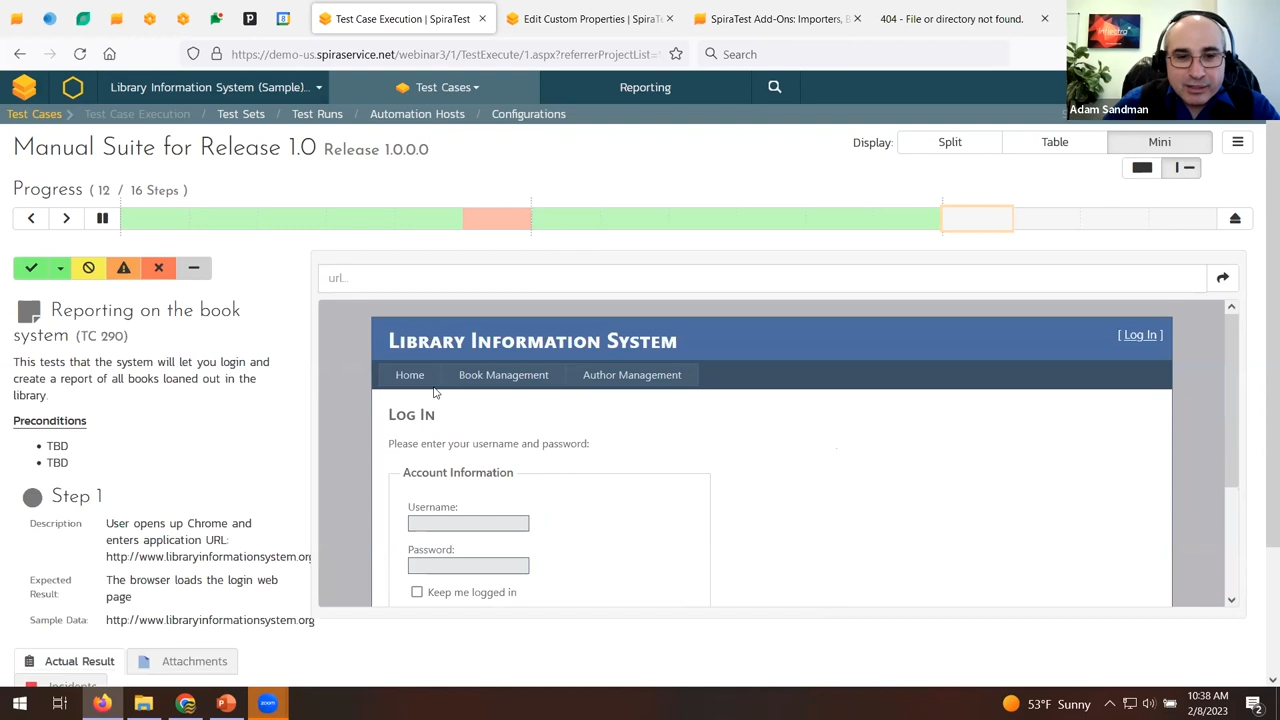 Test Case Execution | SpiraTest
Edit Custom Properties | SpiraTe
SpiraTest Add-Ons: Importers, B
404 - File or directory not found.
https://demo-us.spiraservice.net/webinar3/1/TestExecute/1.aspx?referrerProjectList=
Search
Adam Sandman
Library Information System (Sample)...
Test Cases
Reporting
Test Cases
Test Case Execution
Test Sets
Test Runs
Automation Hosts
Configurations
Manual Suite for Release 1.0 Release 1.0.0.0
Display:
Split
Table
Mini
Progress ( 12 / 16 Steps )
url...
Reporting on the book
system (TC 290)
This tests that the system will let you login and
create a report of all books loaned out in the
library.
Preconditions
• TBD
• TBD
Step 1
Description
User opens up Chrome and
enters application URL:
http://www.libraryinformationsystem.org
Expected
Result:
The browser loads the login web
page
Sample Data:
http://www.libraryinformationsystem.org
Actual Result
Attachments
Incidents
Library Information System
[ Log In ]
Home
Book Management
Author Management
Log In
Please enter your username and password:
Account Information
Username:
Password:
Keep me logged in
53°F Sunny
10:38 AM
2/8/2023
2